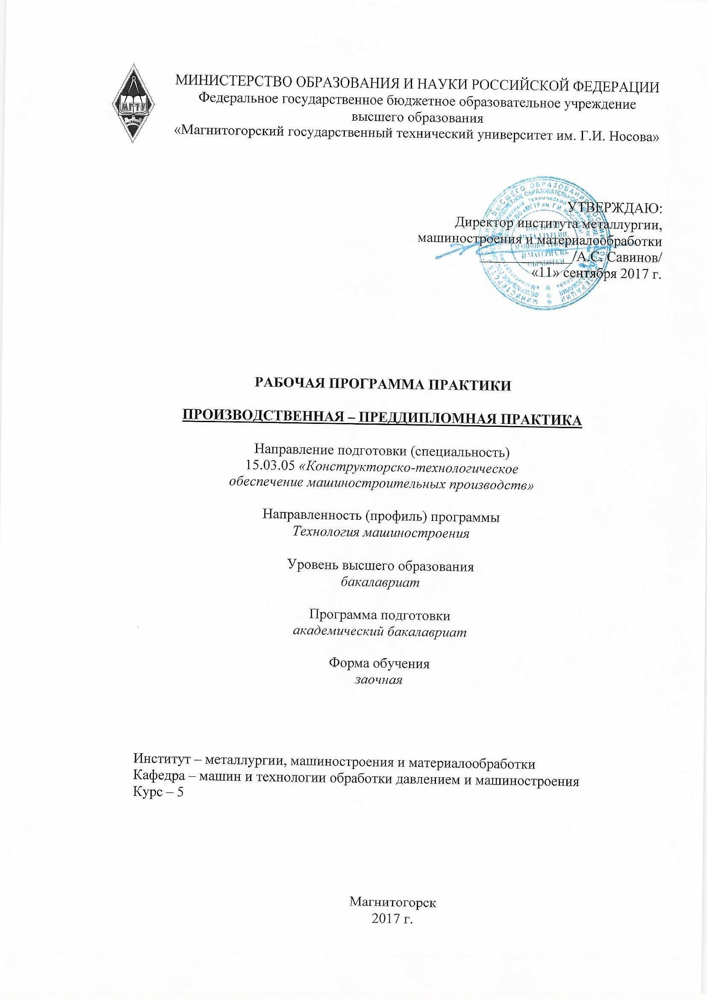 МГТУ
МИНИСТЕРСТВО ОБРАЗОВАНИЯ И НАУКИ РОССИЙСКОЙ ФЕДЕРАЦИИ
Федеральное государственное бюджетное образовательное учреждение
высшего образования
«Магнитогорский государственный технический университет им. Г.И. Носова»
УТВЕРЖДАЮ:
Директор института металлургии,
машиностроения и материалообработки
/А.С. Савинов/
«11» сентября 2017 г.
РАБОЧАЯ ПРОГРАММА ПРАКТИКИ
ПРОИЗВОДСТВЕННАЯ – ПРЕДДИПЛОМНАЯ ПРАКТИКА
Направление подготовки (специальность)
15.03.05 «Конструкторско-технологическое
обеспечение машиностроительных производств»
Направленность (профиль) программы
Технология машиностроения
Уровень высшего образования
бакалавриат
Программа подготовки
академический бакалавриат
Форма обучения
заочная
Институт – металлургии, машиностроения и материалообработки
Кафедра – машин и технологии обработки давлением и машиностроения
Курс – 5
Магнитогорск
2017 г.